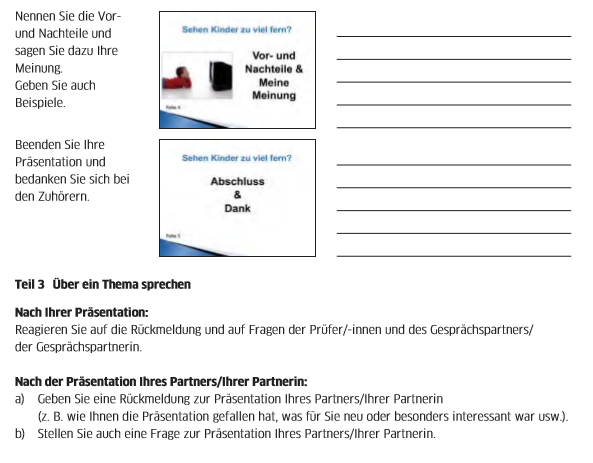 Nennen Sie die Vor-
und Nachteile und
sagen Sie dazu Ihre
Meinung.
Geben Sie auch
Beispiele.
Sehen Kinder zu viel fern?
Vor- und
Nachteile &
Meine
Meinung
Folie 4
Beenden Sie Ihre
Präsentation und
bedanken Sie sich bei
den Zuhörern.
Sehen Kinder zu viel fern?
Abschluss
&
Dank
Folie 5
Teil 3 Über ein Thema sprechen
Nach Ihrer Präsentation:
Reagieren Sie auf die Rückmeldung und auf Fragen der Prüfer/-innen und des Gesprächspartners/
der Gesprächspartnerin.
Nach der Präsentation Ihres Partners/Ihrer Partnerin:
a) Geben Sie eine Rückmeldung zur Präsentation Ihres Partners/Ihrer Partnerin
(z. B. wie Ihnen die Präsentation gefallen hat, was für Sie neu oder besonders interessant war usw.).
b) Stellen Sie auch eine Frage zur Präsentation Ihres Partners/Ihrer Partnerin.